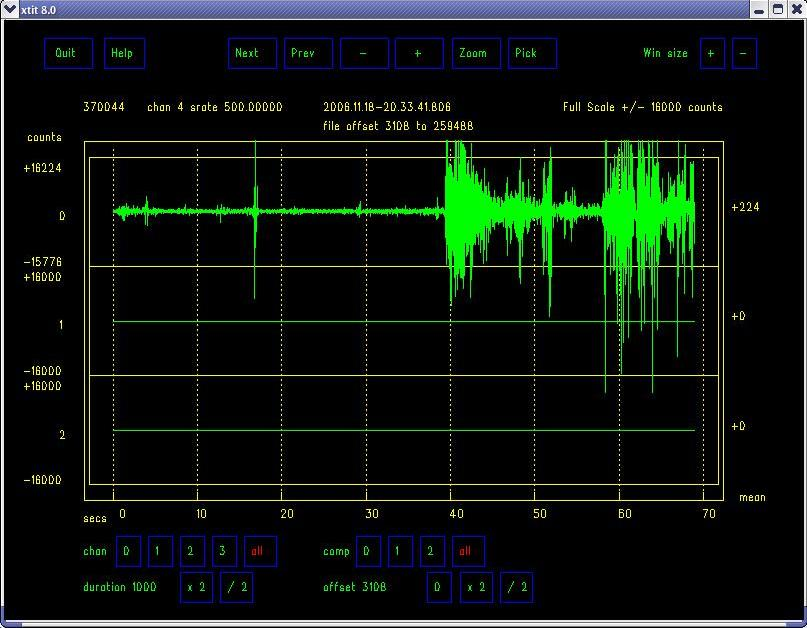 xtit 8.0
Quit Help Next Prev - + Zoom Pick Win size + -
370044 chan 4 srate 500.00000 2006.11.18-20.33.41.806 Full Scale +/- 16000 counts
file offset 3108 to 259488
counts
+16224
0 +224
-15776
+16000
1 +0
-16000
+16000
2 +0
-16000
mean
secs 0 10 20 30 40 50 60 70
chan 0 1 2 3 all comp 0 1 2 all
duration 1000 x 2 / 2 offset 3108 0 x 2 / 2